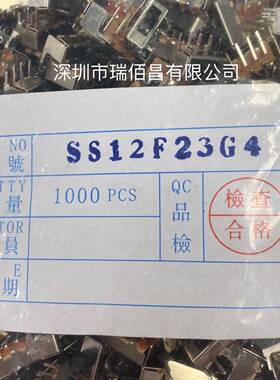 深圳市瑞佰昌有限公司
NO
號 SS12F23G4
TTY
量 1000 PCS
QC
品檢
檢查
合格
TOR
員
E
期